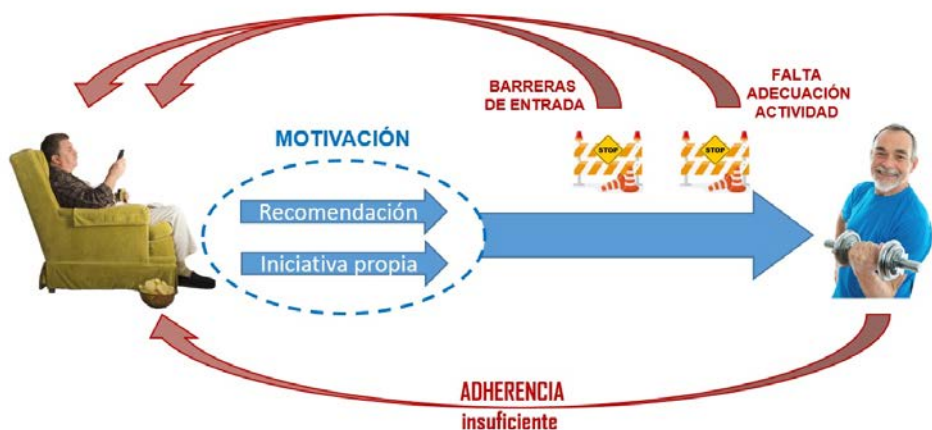 BARRERAS
DE ENTRADA
FALTA
ADECUACIÓN
ACTIVIDAD
MOTIVACIÓN
STOP
STOP
Recomendación
Iniciativa propia
ADHERENCIA
insuficiente